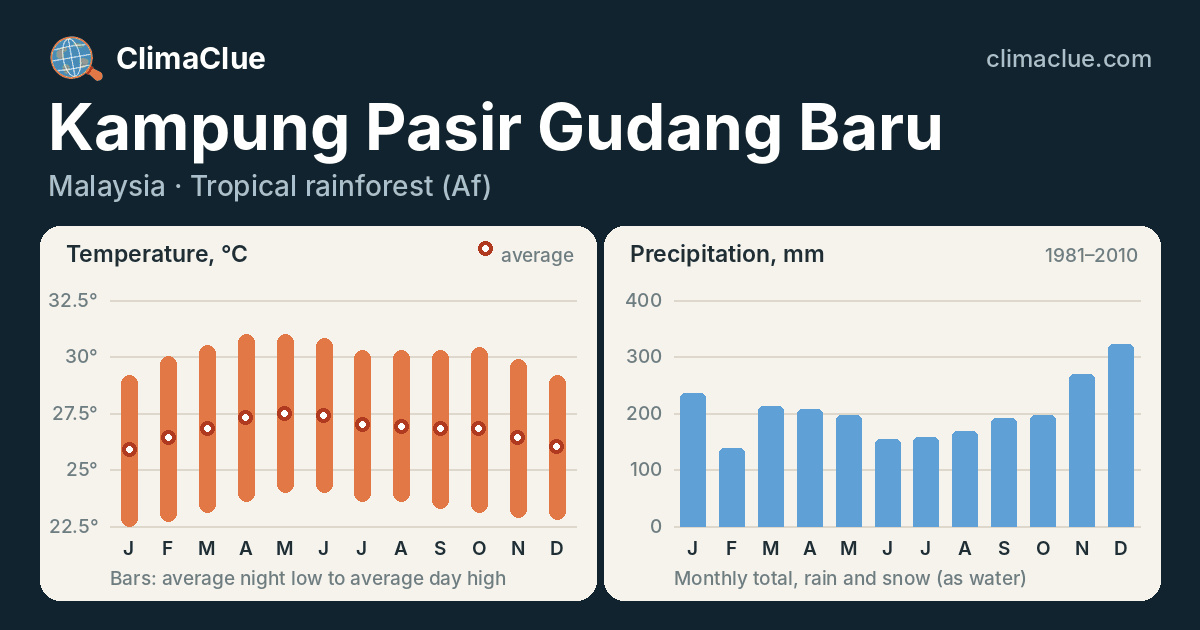 ClimaClue
climaclue.com
Kampung Pasir Gudang Baru
Malaysia · Tropical rainforest (Af)
Temperature, °C
average
32.5°
30°
27.5°
25°
22.5°
J F M A M J J A S O N D
Bars: average night low to average day high
Precipitation, mm
1981–2010
400
300
200
100
0
J F M A M J J A S O N D
Monthly total, rain and snow (as water)